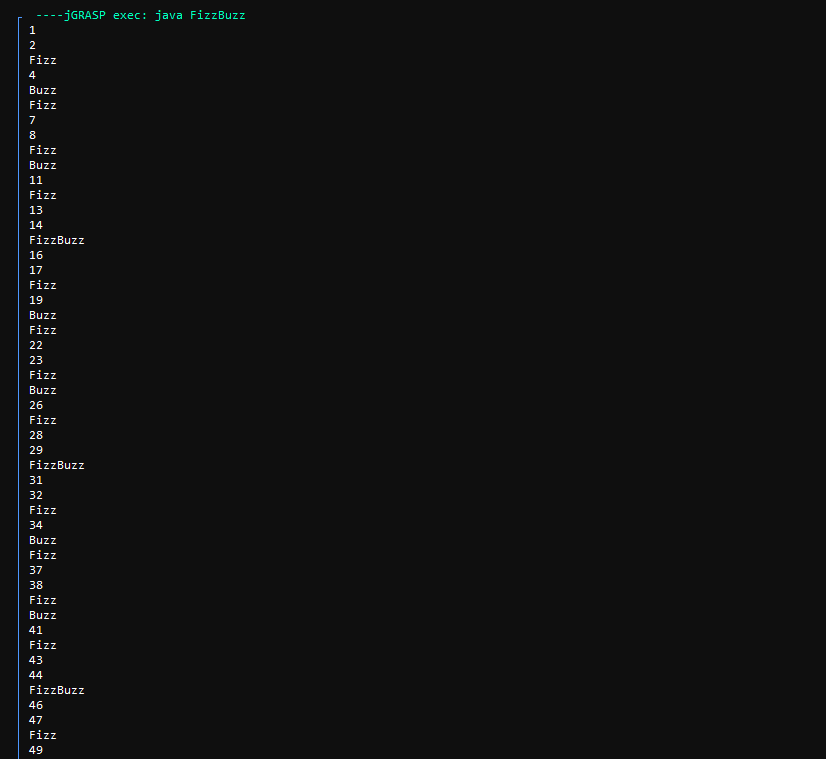 ----jGRASP exec: java FizzBuzz
1
2
Fizz
4
Buzz
Fizz
7
8
Fizz
Buzz
11
Fizz
13
14
FizzBuzz
16
17
Fizz
19
Buzz
Fizz
22
23
Fizz
Buzz
26
Fizz
28
29
FizzBuzz
31
32
Fizz
34
Buzz
Fizz
37
38
Fizz
Buzz
41
Fizz
43
44
FizzBuzz
46
47
Fizz
49